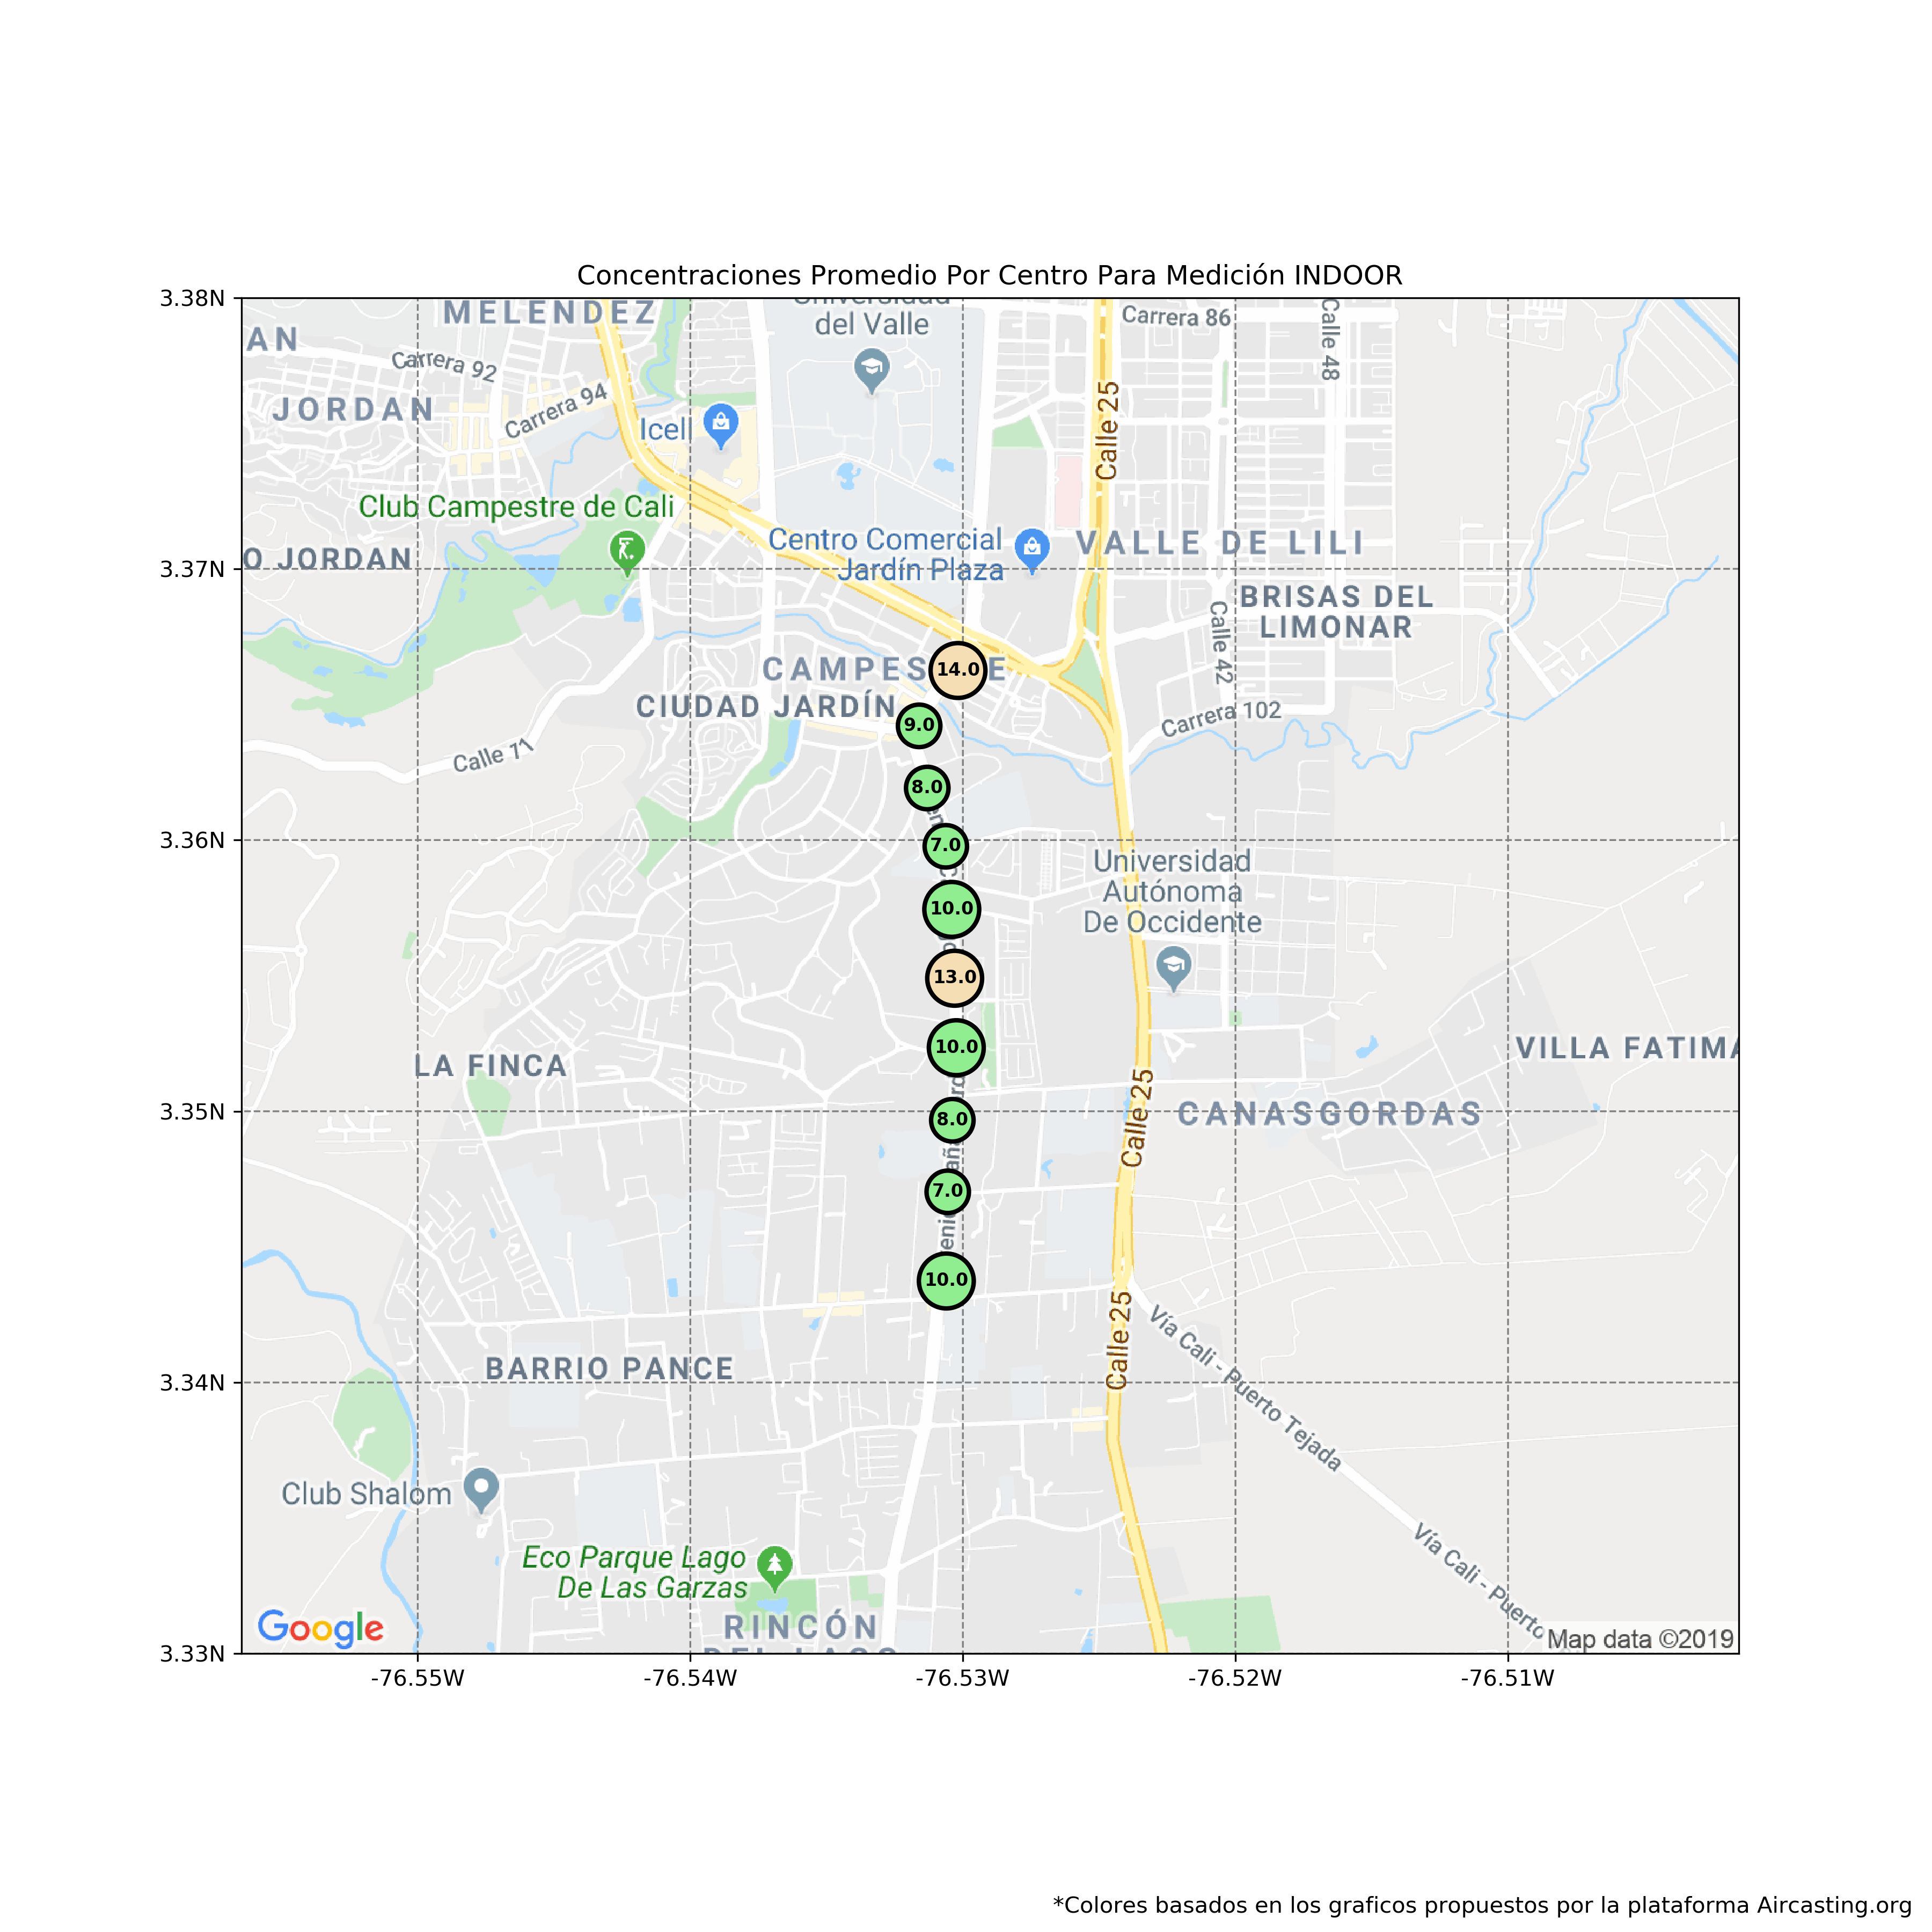 Concentraciones Promedio Por Centro Para Medición INDOOR
3.38N
MELENDEZ
Universidad
del Valle
Carrera 86
Calle 48
AN
Carrera 92
JORDAN
Carrera 94
Icell
Calle 25
Club Campestre de Cali
Centro Comercial
Jardín Plaza
VALLE DE LILI
O JORDAN
3.37N
BRISAS DEL
LIMONAR
Calle 42
CAMPES
E
14.0
CIUDAD JARDÍN
9.0
Carrera 102
Calle 71
8.0
3.36N
7.0
Universidad
Autónoma
De Occidente
10.0
13.0
10.0
VILLA FATIMA
LA FINCA
3.35N
8.0
CANASGORDAS
Calle 25
7.0
10.0
Calle 25
Vía Cali - Puerto Tejada
BARRIO PANCE
3.34N
Club Shalom
Vía Cali - Puerto
Eco Parque Lago
De Las Garzas
RINCÓN
DEL LAGO
Google
Map data ©2019
3.33N
-76.55W
-76.54W
-76.53W
-76.52W
-76.51W
*Colores basados en los graficos propuestos por la plataforma Aircasting.org